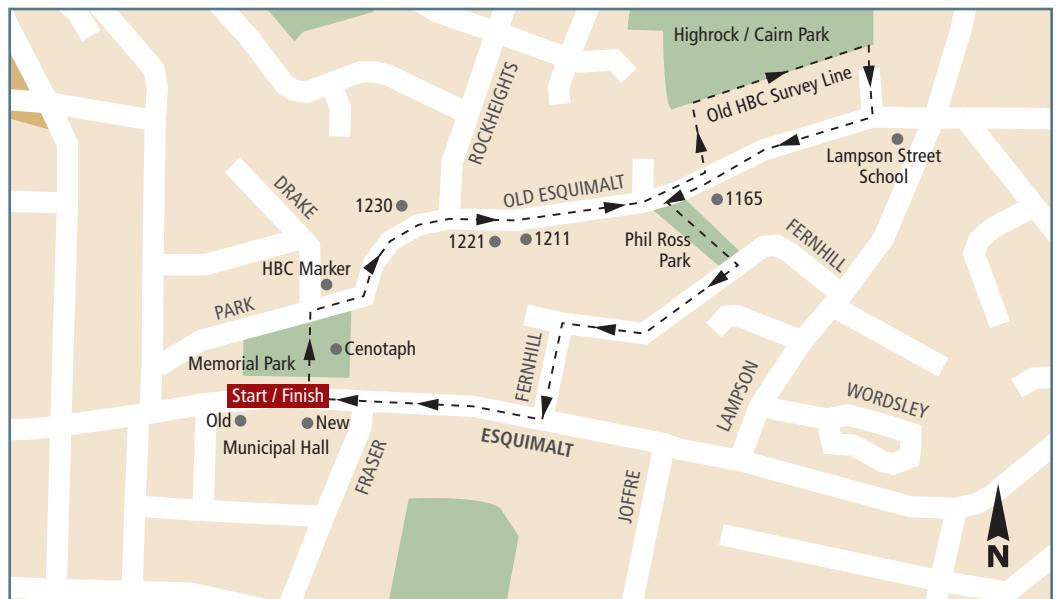 Highrock / Cairn Park
Old HBC Survey Line
ROCKHEIGHTS
Lampson Street
School
DRAKE
OLD ESQUIMALT
1230
1165
1221
1211
Phil Ross
Park
FERNHILL
HBC Marker
PARK
Cenotaph
Memorial Park
FERNHILL
LAMPSON
WORDSLEY
Start / Finish
Old
New
Municipal Hall
ESQUIMALT
FRASER
JOFFRE
N